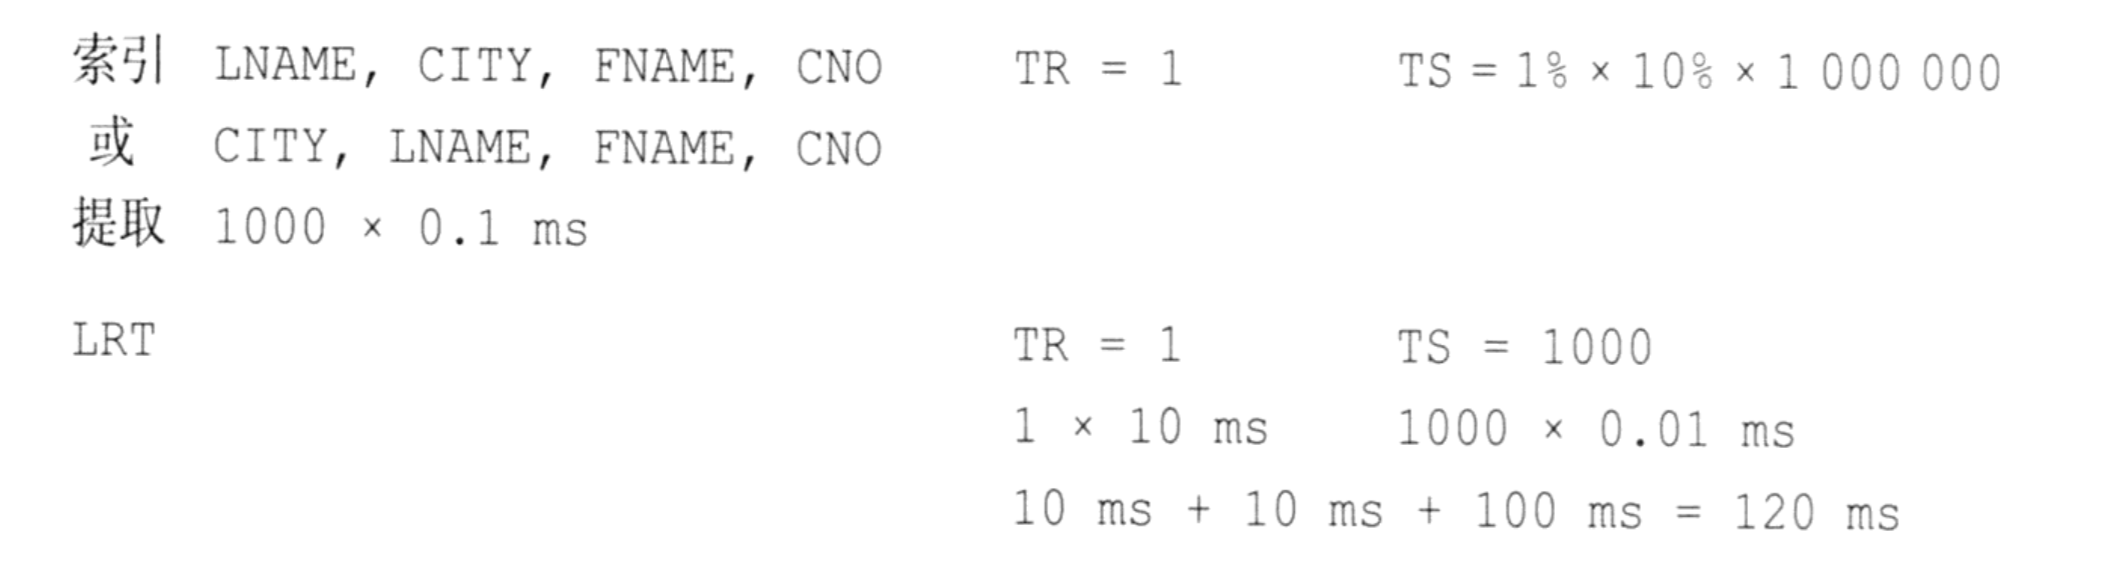 索引 LNAME, CITY, FNAME, CNO TR = 1 TS = 1% × 10% × 1 000 000
或 CITY, LNAME, FNAME, CNO
提取 1000 × 0.1 ms
LRT TR = 1 TS = 1000
1 × 10 ms 1000 × 0.01 ms
10 ms + 10 ms + 100 ms = 120 ms